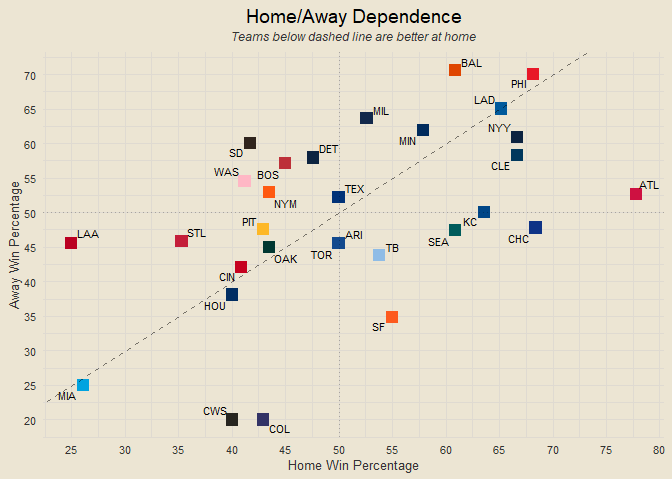 Home/Away Dependence
Teams below dashed line are better at home
BAL
PHI
LAD
MIL
MIN
NYY
SD
DET
CLE
WAS
BOS
ATL
NYM
TEX
PIT
KC
LAA
STL
ARI
SEA
CHC
OAK
TOR
TB
CIN
HOU
SF
MIA
CWS
COL
Away Win Percentage
70
65
60
55
50
45
40
35
30
25
20
25 30 35 40 45 50 55 60 65 70 75 80
Home Win Percentage